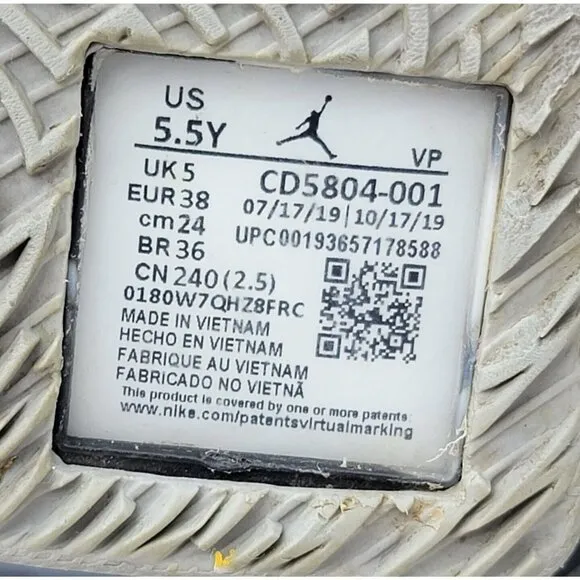 US
5.5Y
VP
UK 5
EUR 38
cm 24
BR 36
CN 240 (2.5)
CD5804-001
07/17/19 | 10/17/19
UPC00193657178588
0180W7QHZ8FRC
MADE IN VIETNAM
HECHO EN VIETNAM
FABRIQUE AU VIETNAM
FABRICADO NO VIETNÃ
This product is covered by one or more patents:
www.nike.com/patentsvirtualmarking